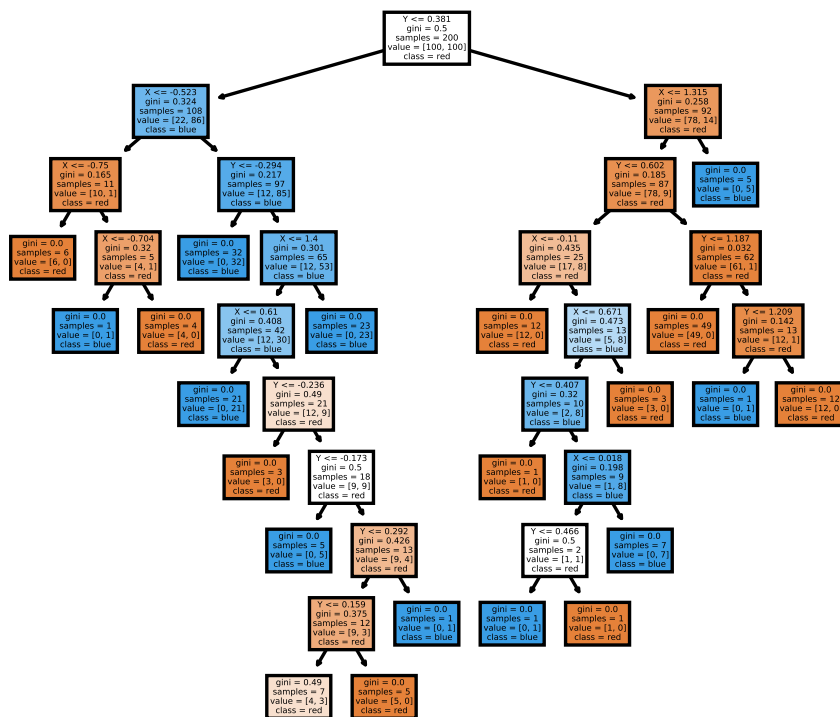 Y <= 0.381
gini = 0.5
samples = 200
value = [100, 100]
class = red
X <= -0.523
gini = 0.324
samples = 108
value = [22, 86]
class = blue
X <= 1.315
gini = 0.258
samples = 92
value = [78, 14]
class = red
X <= -0.75
gini = 0.165
samples = 11
value = [10, 1]
class = red
Y <= -0.294
gini = 0.217
samples = 97
value = [12, 85]
class = blue
Y <= 0.602
gini = 0.185
samples = 87
value = [78, 9]
class = red
gini = 0.0
samples = 5
value = [0, 5]
class = blue
gini = 0.0
samples = 6
value = [6, 0]
class = red
X <= -0.704
gini = 0.32
samples = 5
value = [4, 1]
class = red
gini = 0.0
samples = 32
value = [0, 32]
class = blue
X <= 1.4
gini = 0.301
samples = 65
value = [12, 53]
class = blue
X <= -0.11
gini = 0.435
samples = 25
value = [17, 8]
class = red
Y <= 1.187
gini = 0.032
samples = 62
value = [61, 1]
class = red
gini = 0.0
samples = 1
value = [0, 1]
class = blue
gini = 0.0
samples = 4
value = [4, 0]
class = red
X <= 0.61
gini = 0.408
samples = 42
value = [12, 30]
class = blue
gini = 0.0
samples = 23
value = [0, 23]
class = blue
gini = 0.0
samples = 12
value = [12, 0]
class = red
X <= 0.671
gini = 0.473
samples = 13
value = [5, 8]
class = blue
gini = 0.0
samples = 49
value = [49, 0]
class = red
Y <= 1.209
gini = 0.142
samples = 13
value = [12, 1]
class = red
gini = 0.0
samples = 21
value = [0, 21]
class = blue
Y <= -0.236
gini = 0.49
samples = 21
value = [12, 9]
class = red
Y <= 0.407
gini = 0.32
samples = 10
value = [2, 8]
class = blue
gini = 0.0
samples = 3
value = [3, 0]
class = red
gini = 0.0
samples = 1
value = [0, 1]
class = blue
gini = 0.0
samples = 12
value = [12, 0]
class = red
gini = 0.0
samples = 3
value = [3, 0]
class = red
Y <= -0.173
gini = 0.5
samples = 18
value = [9, 9]
class = red
gini = 0.0
samples = 1
value = [1, 0]
class = red
X <= 0.018
gini = 0.198
samples = 9
value = [1, 8]
class = blue
gini = 0.0
samples = 5
value = [0, 5]
class = blue
Y <= 0.292
gini = 0.426
samples = 13
value = [9, 4]
class = red
Y <= 0.466
gini = 0.5
samples = 2
value = [1, 1]
class = red
gini = 0.0
samples = 7
value = [0, 7]
class = blue
Y <= 0.159
gini = 0.375
samples = 12
value = [9, 3]
class = red
gini = 0.0
samples = 1
value = [0, 1]
class = blue
gini = 0.0
samples = 1
value = [0, 1]
class = blue
gini = 0.0
samples = 1
value = [1, 0]
class = red
gini = 0.49
samples = 7
value = [4, 3]
class = red
gini = 0.0
samples = 5
value = [5, 0]
class = red